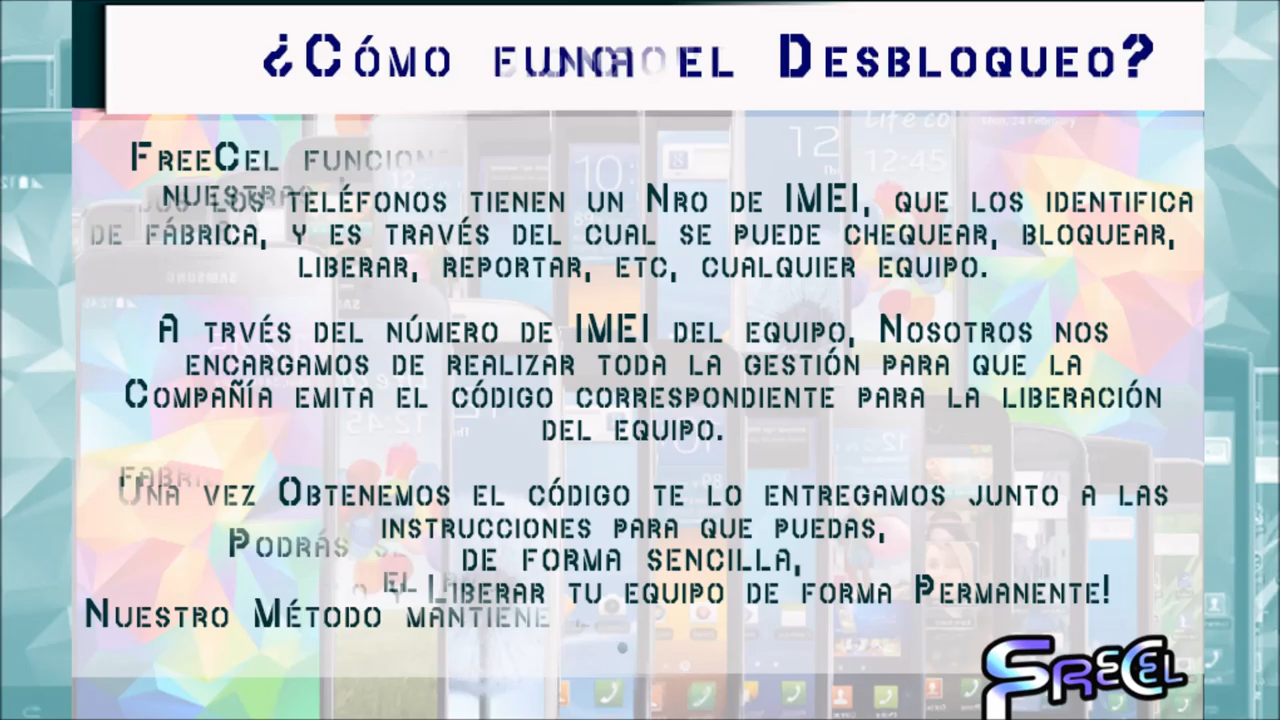 ¿Cómo el Desbloqueo?
FreeCel funcion
nuestras
los teléfonos tienen un Nro de IMEI, que los identifica
de fábrica, y es través del cual se puede chequear, bloquear,
liberar, reportar, etc, cualquier equipo.
A trvés del número de IMEI del equipo, Nosotros nos
encargamos de realizar toda la gestión para que la
Compañía emita el código correspondiente para la liberación
del equipo.
Una vez Obtenemos el código te lo entregamos junto a las
instrucciones para que puedas,
Podrás se
de forma sencilla,
y Liberar tu equipo de forma Permanente!
Nuestro Método mantiene
FreeCel